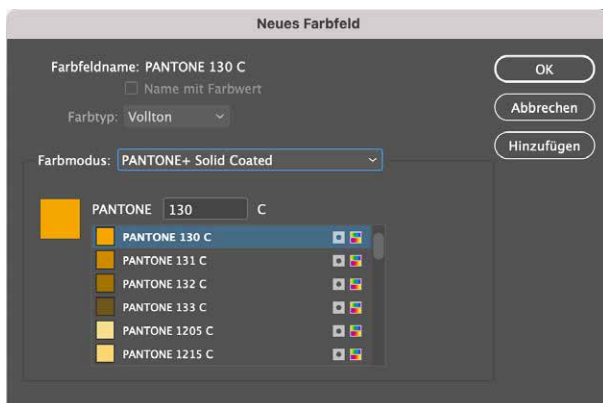 Neues Farbfeld
Farbfeldname: PANTONE 130 C
Name mit Farbwert
Farbtyp: Vollton
Farbmodus: PANTONE+ Solid Coated
PANTONE 130 C
PANTONE 130 C
PANTONE 131 C
PANTONE 132 C
PANTONE 133 C
PANTONE 1205 C
PANTONE 1215 C
OK
Abbrechen
Hinzufügen